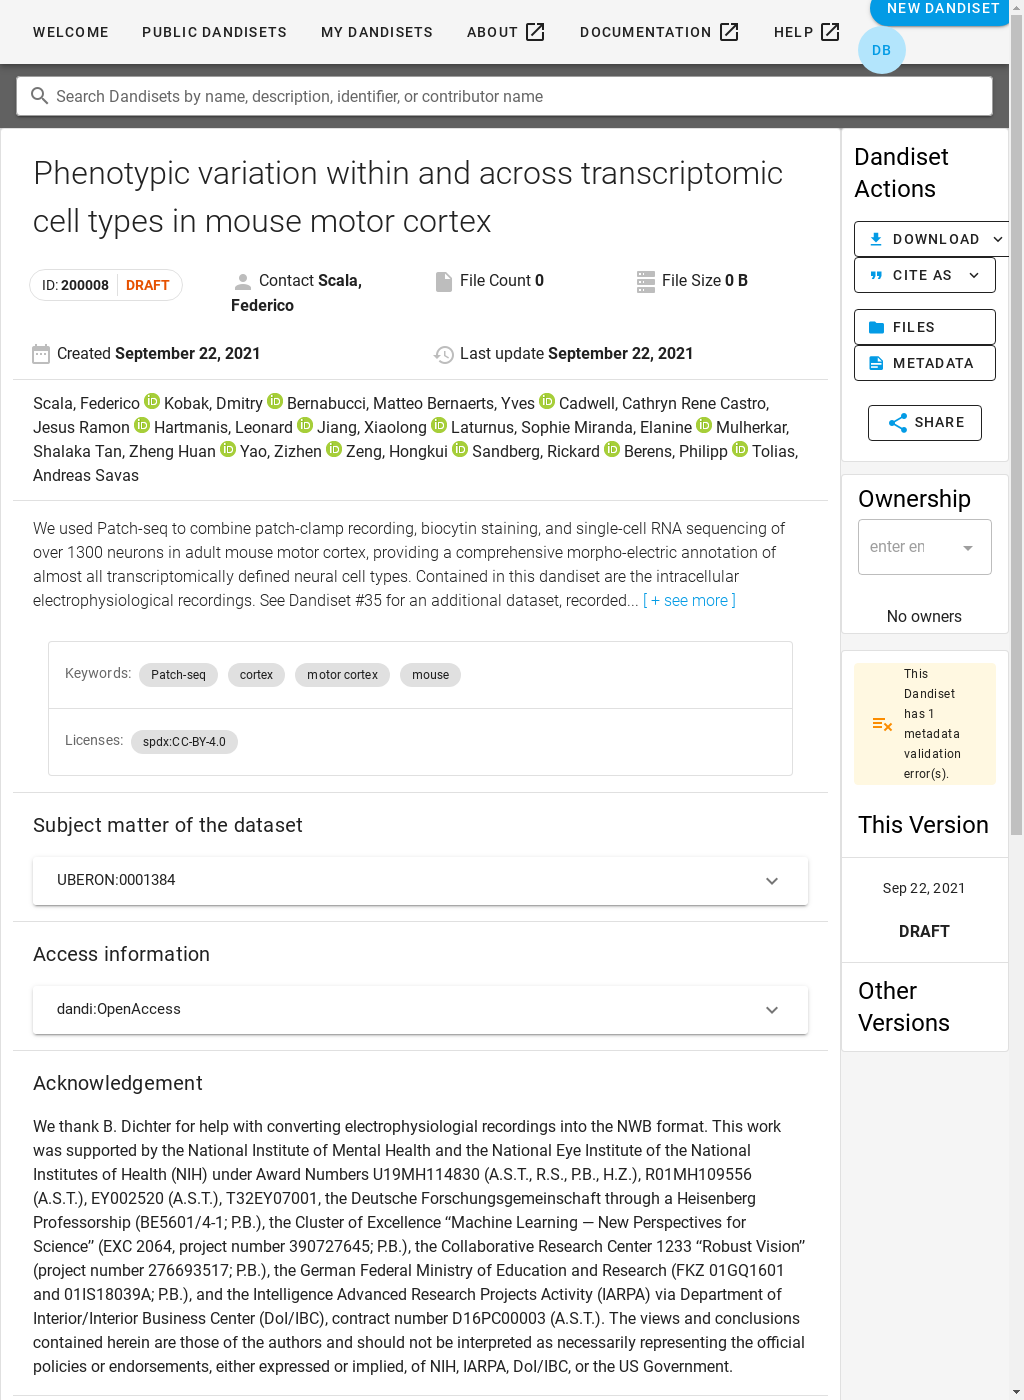 WELCOME PUBLIC DANDISETS MY DANDISETS ABOUT DOCUMENTATION HELP NEW DANDISET
DB
Search Dandisets by name, description, identifier, or contributor name
Phenotypic variation within and across transcriptomic
cell types in mouse motor cortex
ID: 200008 DRAFT
Contact Scala,
Federico
File Count 0
File Size 0 B
Created September 22, 2021
Last update September 22, 2021
Scala, Federico iD Kobak, Dmitry iD Bernabucci, Matteo Bernaerts, Yves iD Cadwell, Cathryn Rene Castro,
Jesus Ramon iD Hartmanis, Leonard iD Jiang, Xiaolong iD Laturnus, Sophie Miranda, Elanine iD Mulherkar,
Shalaka Tan, Zheng Huan iD Yao, Zizhen iD Zeng, Hongkui iD Sandberg, Rickard iD Berens, Philipp iD Tolias,
Andreas Savas
We used Patch-seq to combine patch-clamp recording, biocytin staining, and single-cell RNA sequencing of
over 1300 neurons in adult mouse motor cortex, providing a comprehensive morpho-electric annotation of
almost all transcriptomically defined neural cell types. Contained in this dandiset are the intracellular
electrophysiological recordings. See Dandiset #35 for an additional dataset, recorded... [ + see more ]
Keywords: Patch-seq cortex motor cortex mouse
Licenses: spdx:CC-BY-4.0
Subject matter of the dataset
UBERON:0001384
Access information
dandi:OpenAccess
Acknowledgement
We thank B. Dichter for help with converting electrophysiologial recordings into the NWB format. This work
was supported by the National Institute of Mental Health and the National Eye Institute of the National
Institutes of Health (NIH) under Award Numbers U19MH114830 (A.S.T., R.S., P.B., H.Z.), R01MH109556
(A.S.T.), EY002520 (A.S.T.), T32EY07001, the Deutsche Forschungsgemeinschaft through a Heisenberg
Professorship (BE5601/4-1; P.B.), the Cluster of Excellence “Machine Learning — New Perspectives for
Science” (EXC 2064, project number 390727645; P.B.), the Collaborative Research Center 1233 “Robust Vision”
(project number 276693517; P.B.), the German Federal Ministry of Education and Research (FKZ 01GQ1601
and 01IS18039A; P.B.), and the Intelligence Advanced Research Projects Activity (IARPA) via Department of
Interior/Interior Business Center (DoI/IBC), contract number D16PC00003 (A.S.T.). The views and conclusions
contained herein are those of the authors and should not be interpreted as necessarily representing the official
policies or endorsements, either expressed or implied, of NIH, IARPA, DoI/IBC, or the US Government.
Dandiset
Actions
DOWNLOAD
CITE AS
FILES
METADATA
SHARE
Ownership
enter en
No owners
This
Dandiset
has 1
metadata
validation
error(s).
This Version
Sep 22, 2021
DRAFT
Other
Versions